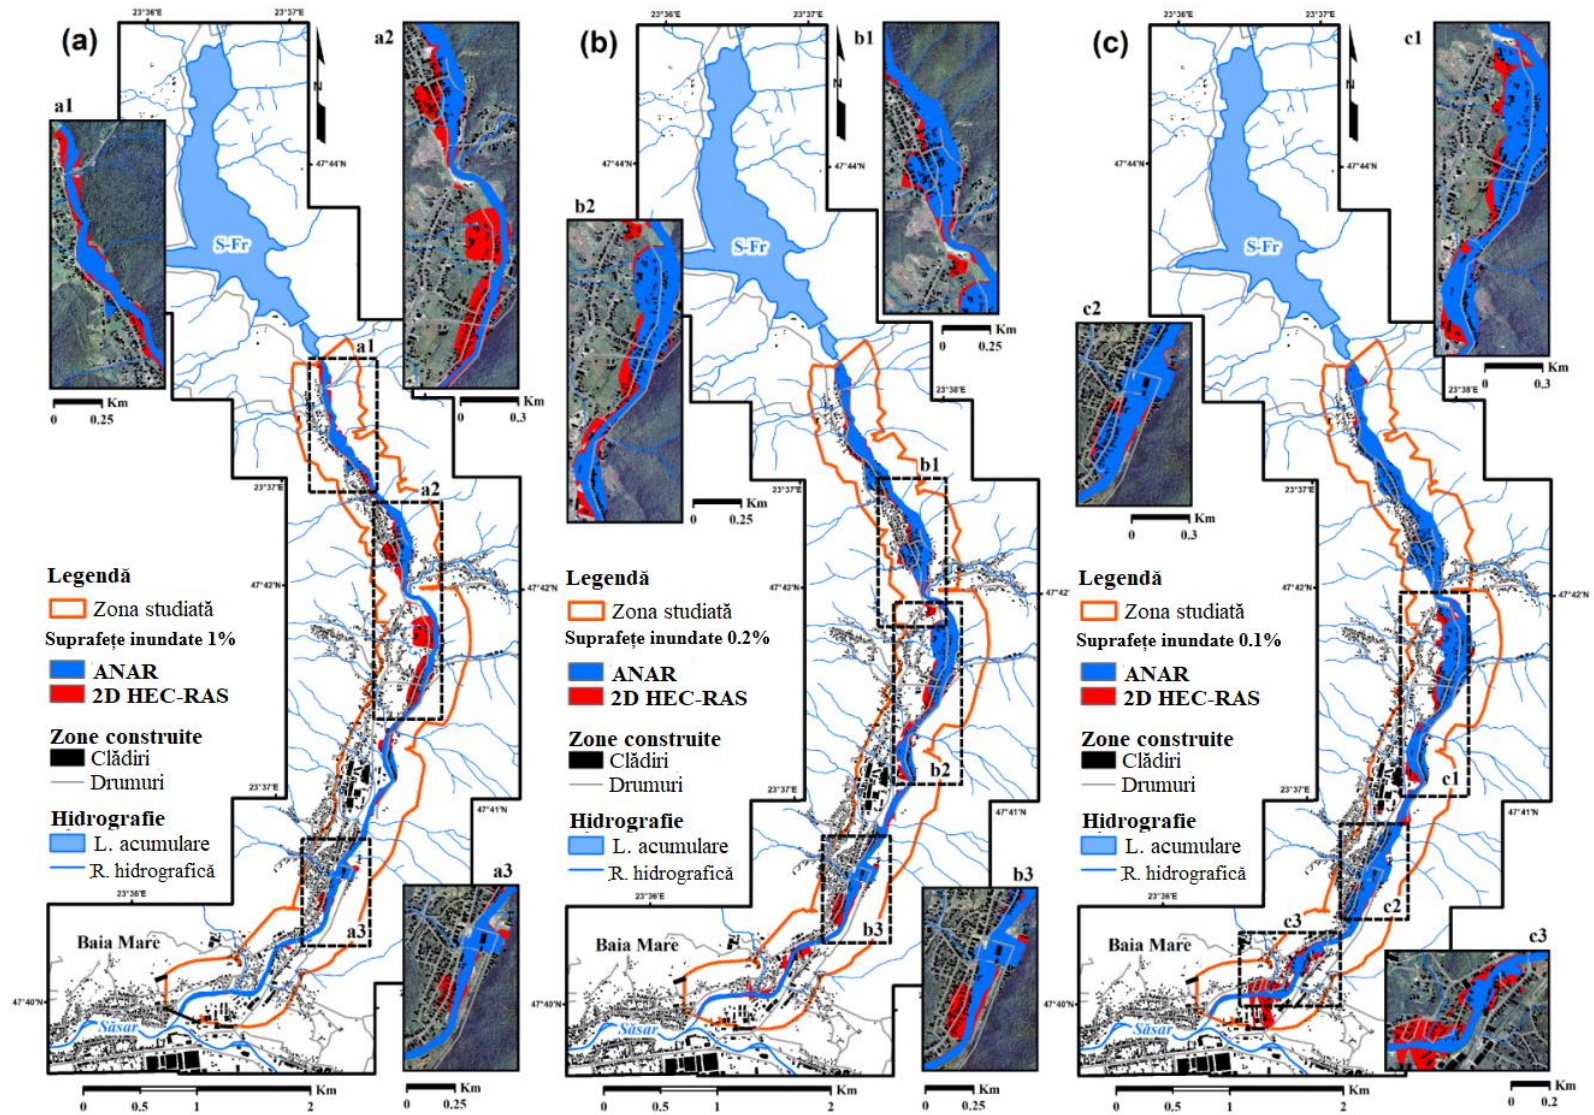 (a)
23°36'E
23°37'E
a2
a1
N
47°44'N
S-Fr
Km
0
0.25
Km
0
0.3
a1
23°37'E
a2
47°42'N
Legendă
Zona studiată
Suprafețe inundate 1%
ANAR
2D HEC-RAS
Zone construite
Clădiri
Drumuri
Hidrografie
L. acumulare
R. hidrografică
23°37'E
47°41'N
23°36'E
a3
a3
Baia Mare
47°40'N
Săsar
Km
0
0.25
Km
0
0.5
1
2
(b)
23°36'E
23°37'E
b1
N
47°44'N
b2
S-Fr
Km
0
0.25
23°38'E
Km
0
0.25
b1
23°37'E
47°42'N
47°42'
Legendă
Zona studiată
Suprafețe inundate 0.2%
ANAR
2D HEC-RAS
b2
Zone construite
Clădiri
Drumuri
23°37'E
47°41'N
Hidrografie
L. acumulare
R. hidrografică
23°36'E
b3
b3
Baia Mare
47°40'N
Săsar
Km
0
0.25
Km
0
0.5
1
2
(c)
23°36'E
23°37'E
c1
N
47°44'N
S-Fr
c2
Km
0
0.3
23°38'E
Km
0
0.3
23°37'E
47°42'N
47°42'N
Legendă
Zona studiată
Suprafețe inundate 0.1%
ANAR
2D HEC-RAS
Zone construite
Clădiri
Drumuri
c1
23°37'E
47°41'N
Hidrografie
L. acumulare
R. hidrografică
23°36'E
c2
c3
c3
Baia Mare
47°40'N
Săsar
Km
0
0.2
Km
0
0.5
1
2